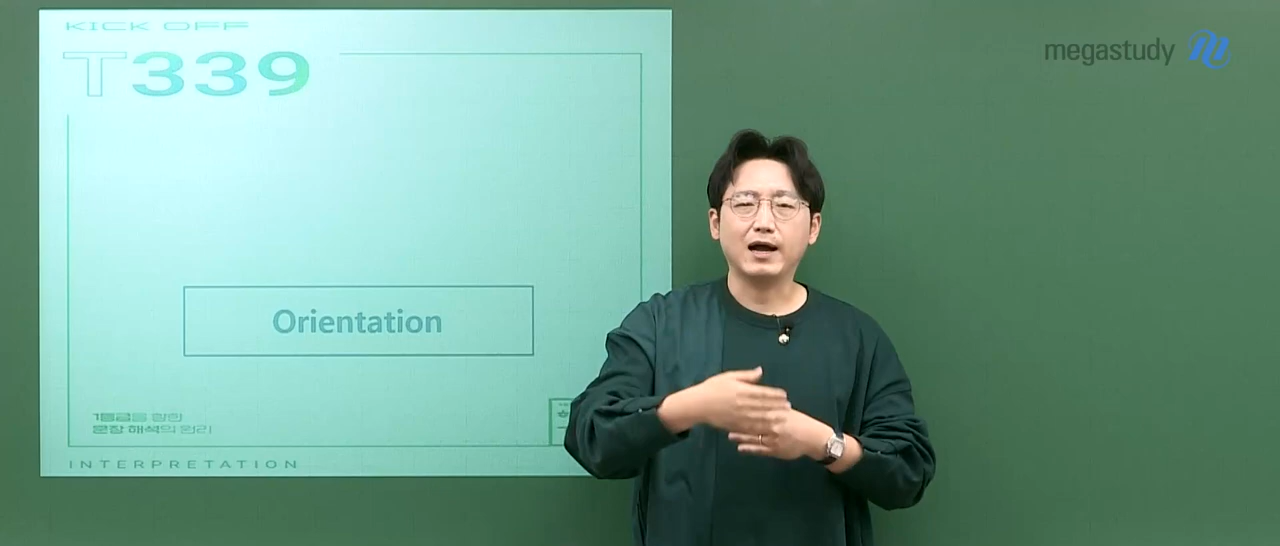 KICK OFF
T339
megastudy
Orientation
1등급을 향한
문장 해석의 원리
INTERPRETATION